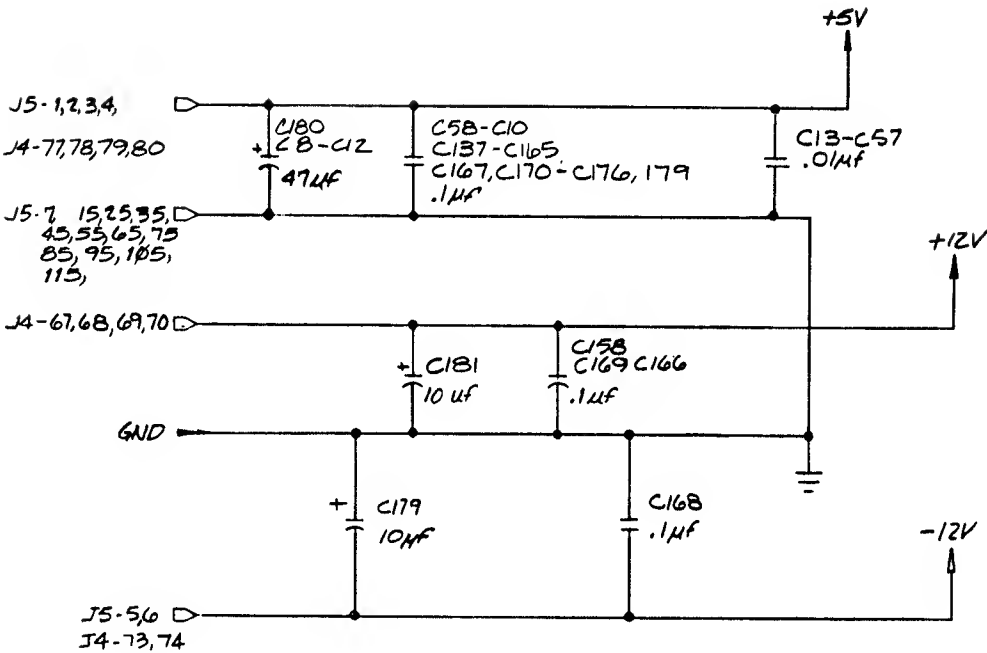 +5V
J5-1,2,3,4,
J4-77,78,79,80
C180
C8-C12
+
47µf
C58-C10
C137-C165
C167, C170-C176, 179
.1µf
C13-C57
.01µf
J5-7, 15,25,35,
45,55,65,75
85, 95, 105,
115,
+12V
J4-67,68,69,70
+ C181
10 uf
C158
C169 C166
.1µf
GND
+ C179
10µf
C168
.1µf
-12V
J5-5,6
J4-73,74